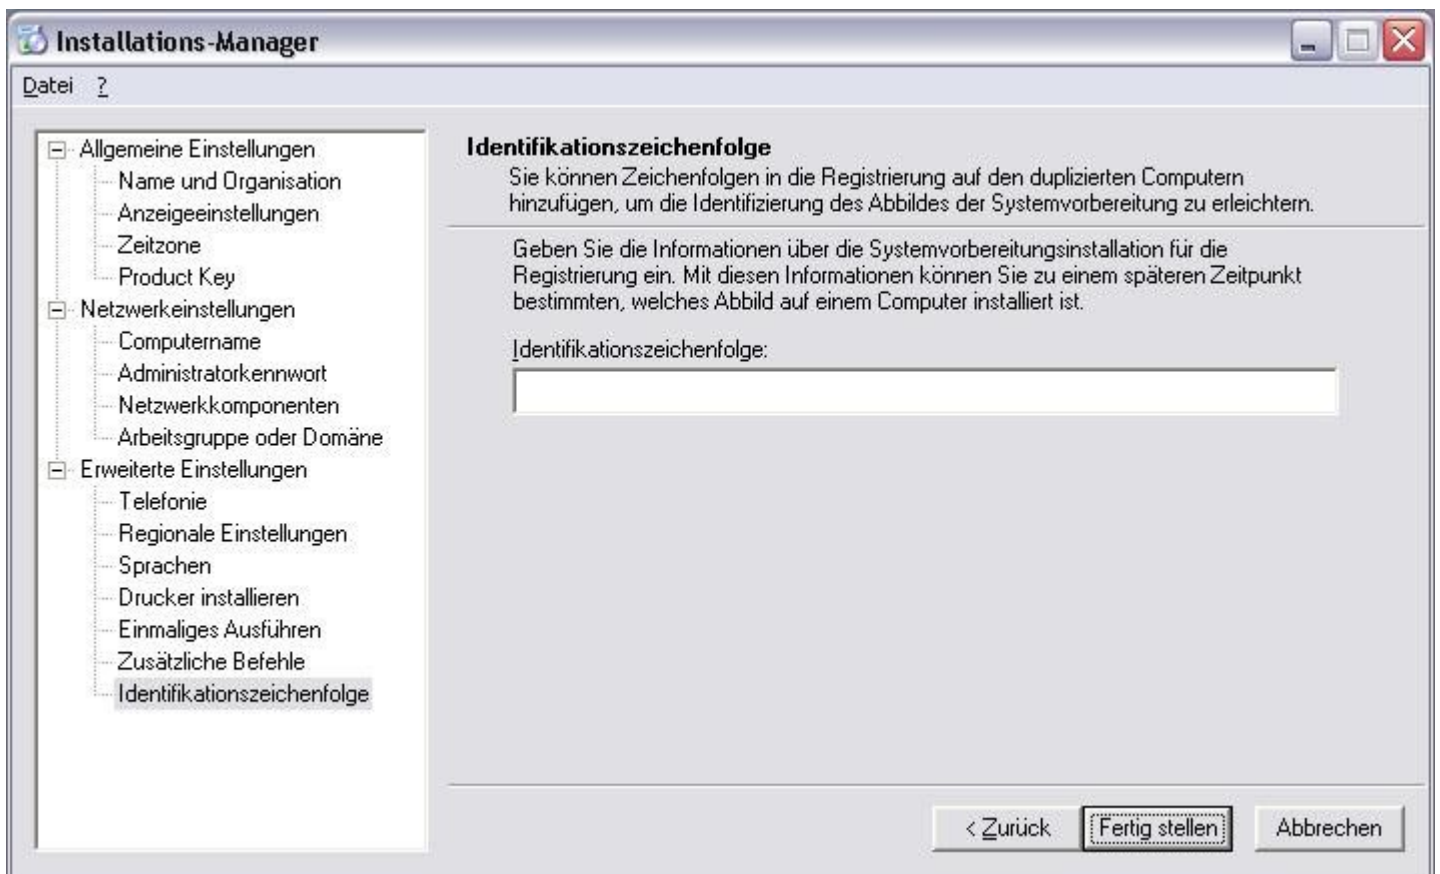 Installations-Manager
Datei ?
Allgemeine Einstellungen
Name und Organisation
Anzeigeeinstellungen
Zeitzone
Product Key
Netzwerkeinstellungen
Computername
Administratorkennwort
Netzwerkkomponenten
Arbeitsgruppe oder Domäne
Erweiterte Einstellungen
Telefonie
Regionale Einstellungen
Sprachen
Drucker installieren
Einmaliges Ausführen
Zusätzliche Befehle
Identifikationszeichenfolge
Identifikationszeichenfolge
Sie können Zeichenfolgen in die Registrierung auf den duplizierten Computern
hinzufügen, um die Identifizierung des Abbildes der Systemvorbereitung zu erleichtern.
Geben Sie die Informationen über die Systemvorbereitungsinstallation für die
Registrierung ein. Mit diesen Informationen können Sie zu einem späteren Zeitpunkt
bestimmten, welches Abbild auf einem Computer installiert ist.
Identifikationszeichenfolge:
< Zurück Fertig stellen Abbrechen